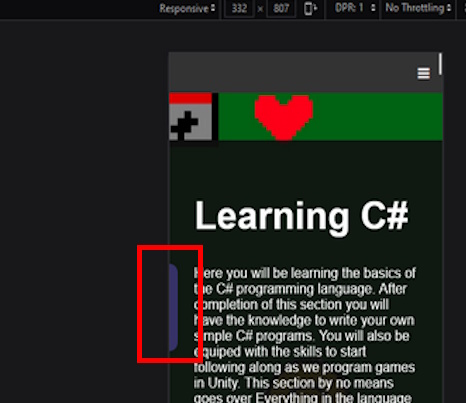 Responsive 332 × 807 DPR: 1 No Throttling
Learning C#
Here you will be learning the basics of
the C# programming language. After
completion of this section you will
have the knowledge to write your own
simple C# programs. You will also be
equiped with the skills to start
following along as we program games
in Unity. This section by no means
goes over Everything in the language